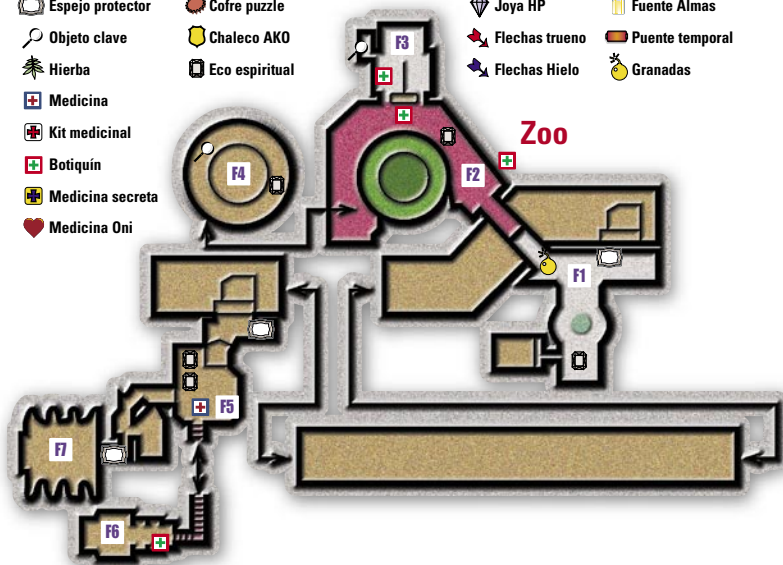 Espejo protector
Objeto clave
Hierba
Medicina
Kit medicinal
Botiquín
Medicina secreta
Medicina Oni
Cofre puzzle
Chaleco AKO
Eco espiritual
Joya HP
Flechas trueno
Flechas Hielo
Fuente Almas
Puente temporal
Granadas
Zoo
F3
F4
F2
F1
F5
F7
F6